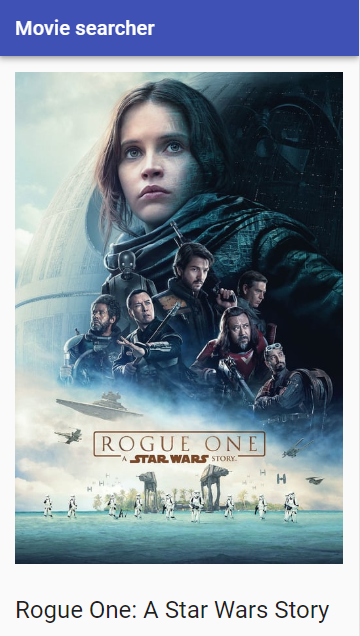 Movie searcher
ROGUE ONE
A STAR WARS STORY
Rogue One: A Star Wars Story